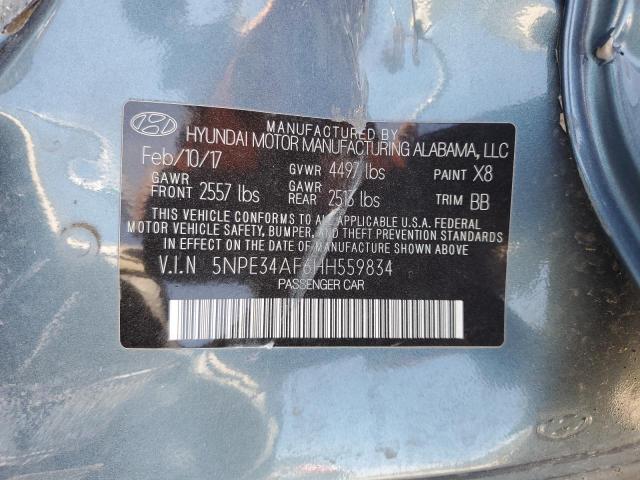 MANUFACTURED BY
HYUNDAI MOTOR MANUFACTURING ALABAMA, LLC
Feb/10/17 GVWR 4497 lbs PAINT X8
GAWR FRONT 2557 lbs GAWR REAR 2513 lbs TRIM BB
THIS VEHICLE CONFORMS TO ALL APPLICABLE U.S.A. FEDERAL
MOTOR VEHICLE SAFETY, BUMPER, AND THEFT PREVENTION STANDARDS
IN EFFECT ON THE DATE OF MANUFACTURE SHOWN ABOVE.
V.I.N 5NPE34AF6HH559834
PASSENGER CAR